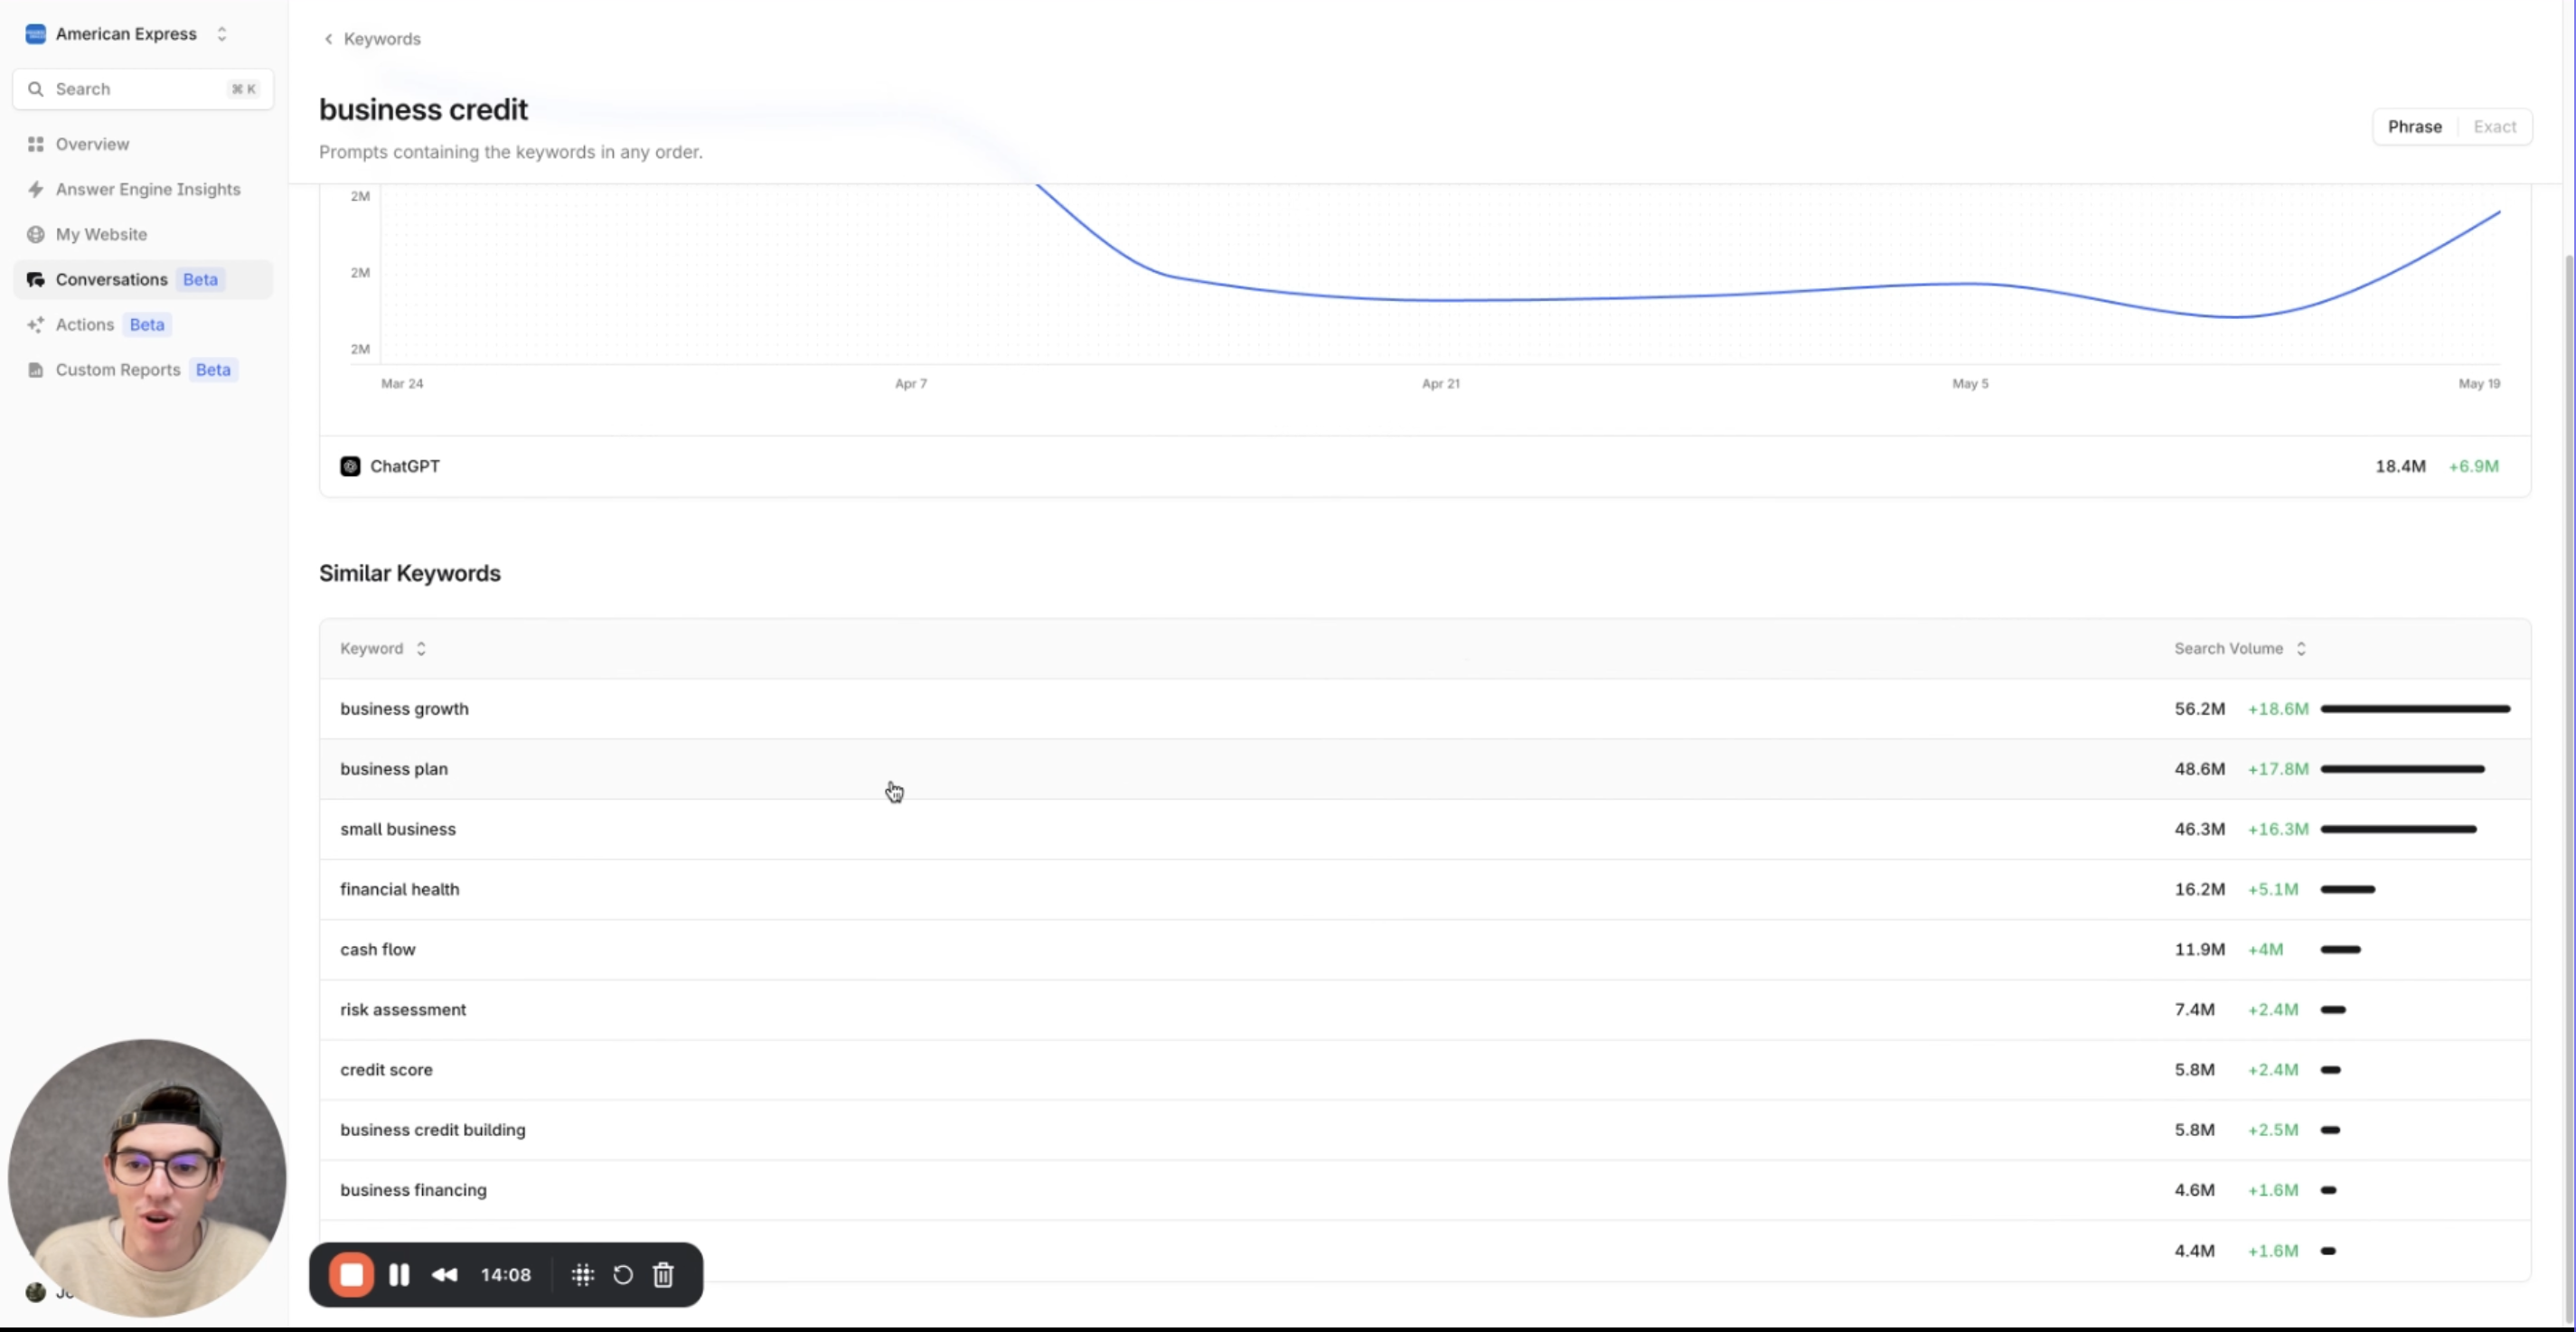 American Express
Search ⌘ K
Overview
Answer Engine Insights
My Website
Conversations Beta
Actions Beta
Custom Reports Beta
Keywords
business credit
Prompts containing the keywords in any order.
Phrase Exact
2M
2M
2M
Mar 24 Apr 7 Apr 21 May 5 May 19
ChatGPT 18.4M +6.9M
Similar Keywords
Keyword Search Volume
business growth 56.2M +18.6M
business plan 48.6M +17.8M
small business 46.3M +16.3M
financial health 16.2M +5.1M
cash flow 11.9M +4M
risk assessment 7.4M +2.4M
credit score 5.8M +2.4M
business credit building 5.8M +2.5M
business financing 4.6M +1.6M
4.4M +1.6M
14:08